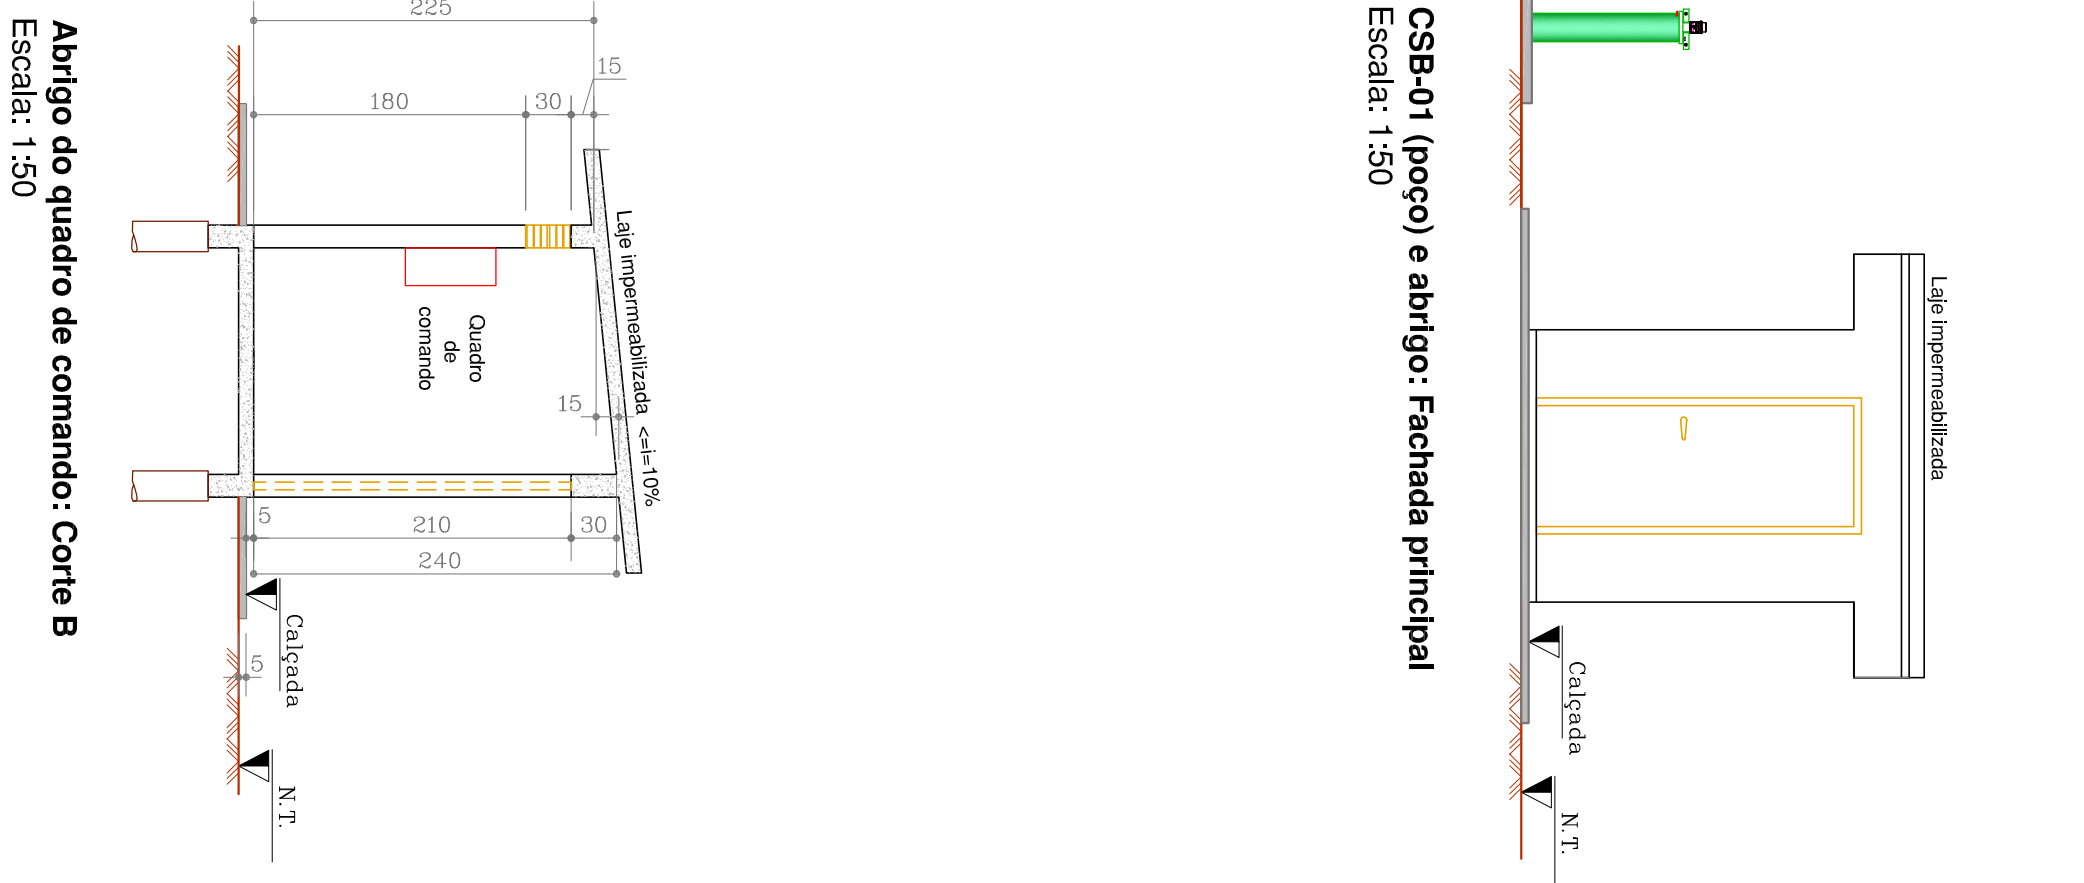 225
15
180
30
Laje impermeabilizada <=i=10%
Quadro
de
comando
15
5
210
30
240
Calçada
5
N.T.
Abrigo do quadro de comando: Corte B
Escala: 1:50
Laje impermeabilizada
Calçada
N.T.
CSB-01 (poço) e abrigo: Fachada principal
Escala: 1:50